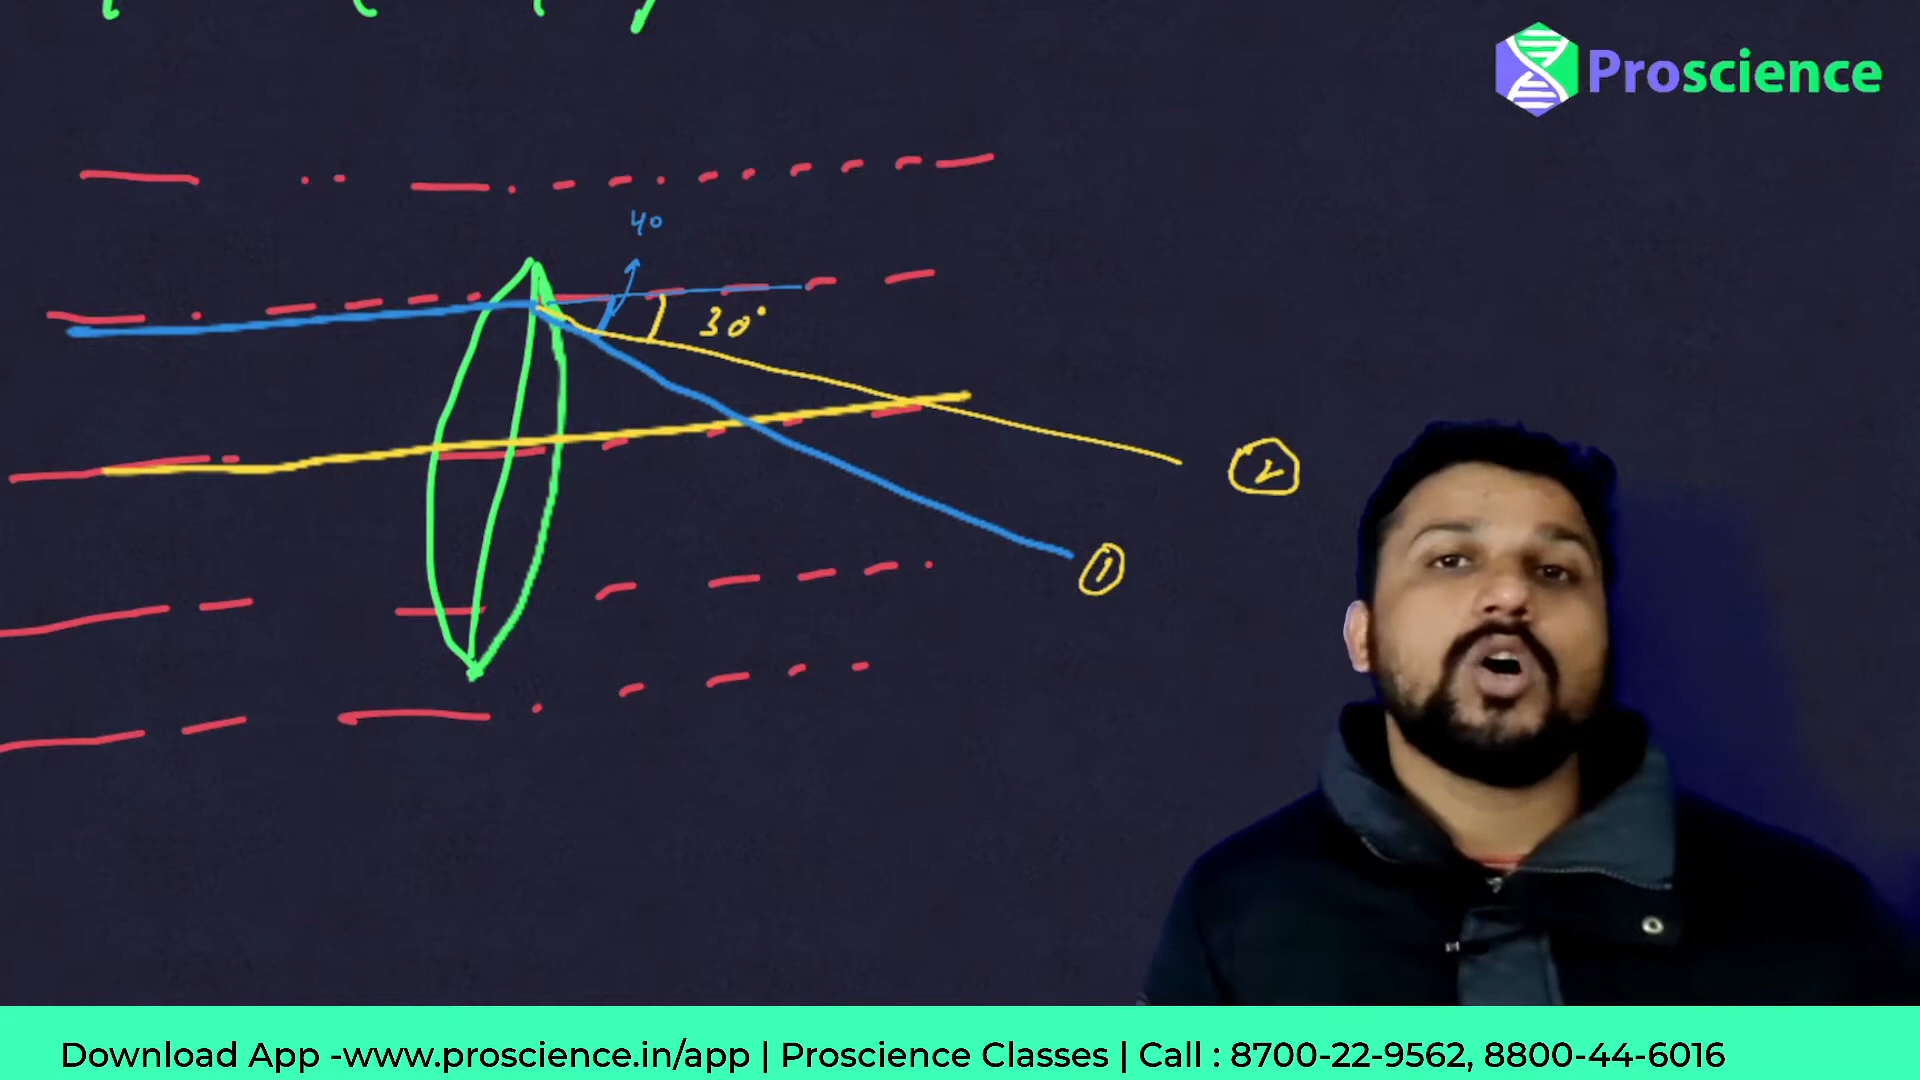 Proscience
40
30°
2
1
Download App -www.proscience.in/app | Proscience Classes | Call : 8700-22-9562, 8800-44-6016